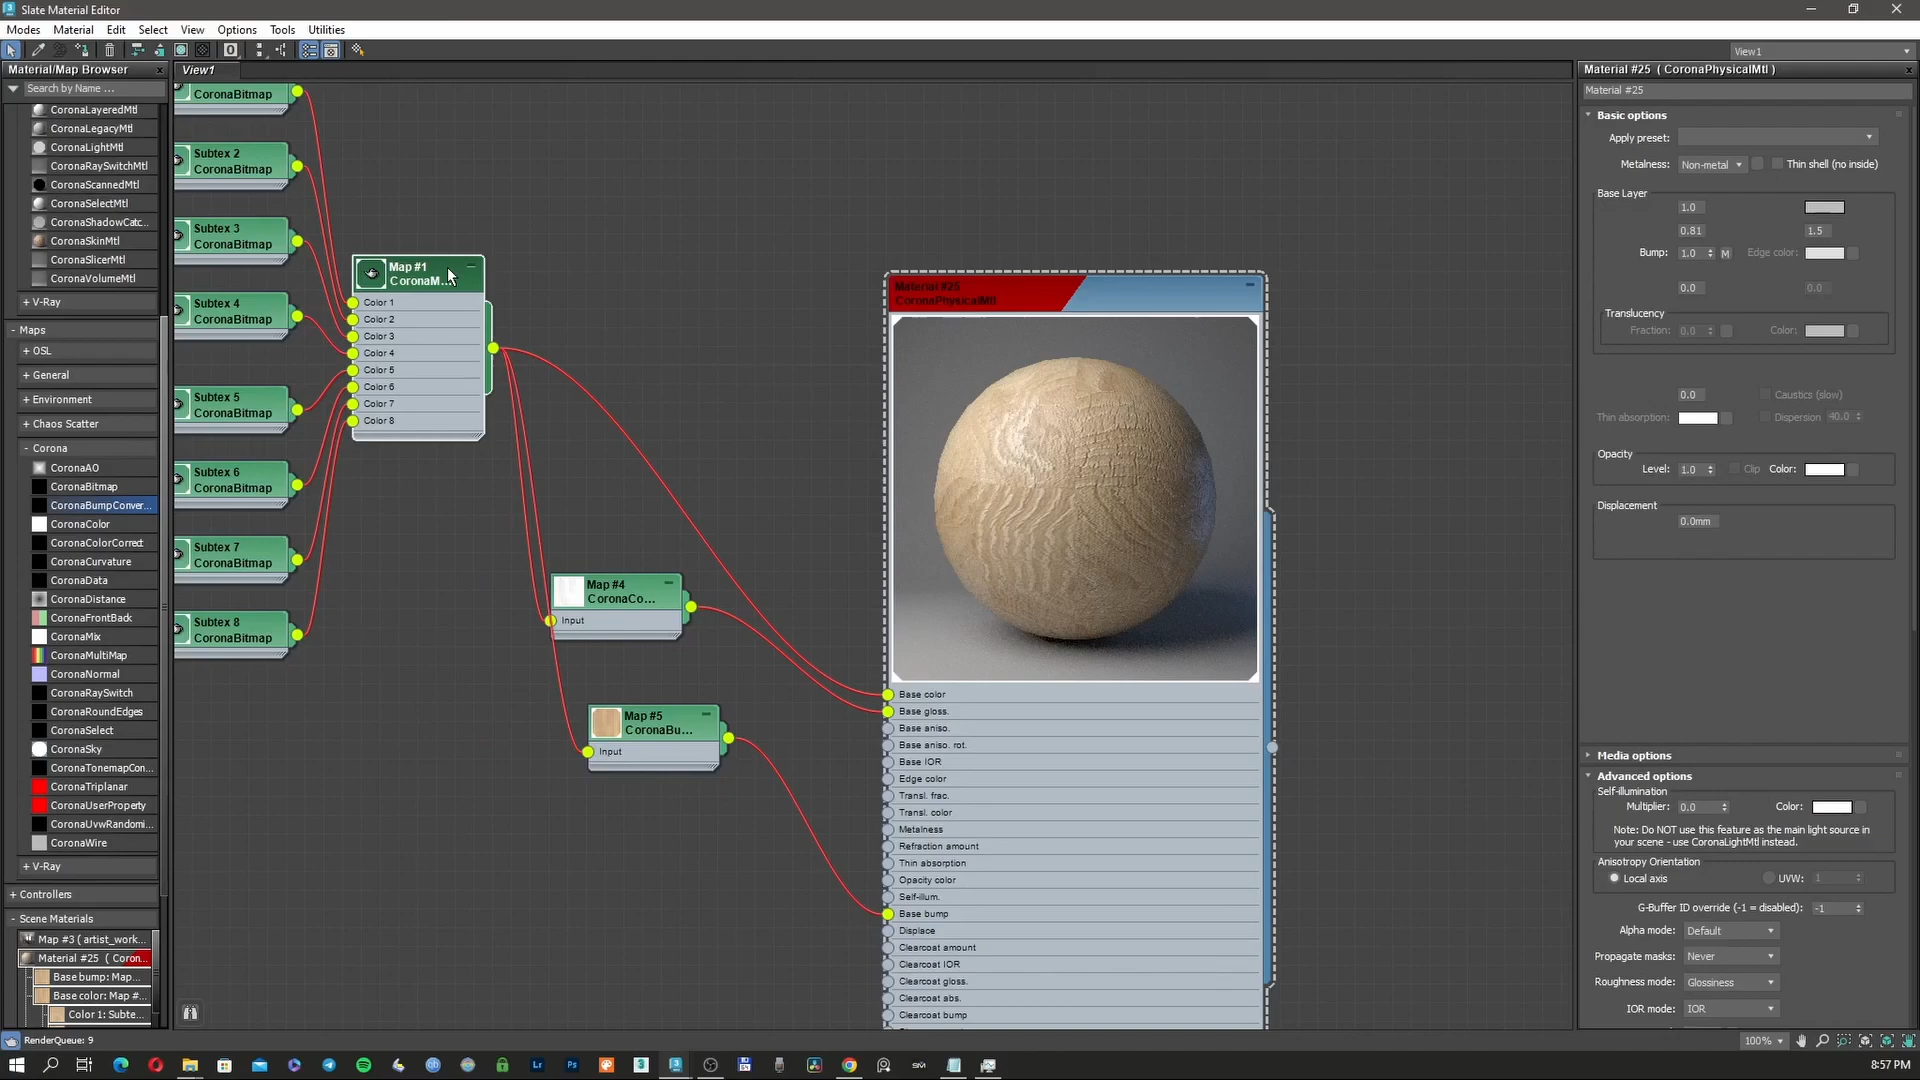 Slate Material Editor
Modes Material Edit Select View Options Tools Utilities
View1
Material/Map Browser
Search by Name ...
CoronaLayeredMtl
CoronaLegacyMtl
CoronaLightMtl
CoronaRaySwitchMtl
CoronaScannedMtl
CoronaSelectMtl
CoronaShadowCatc...
CoronaSkinMtl
CoronaSlicerMtl
CoronaVolumeMtl
+ V-Ray
- Maps
+ OSL
+ General
+ Environment
+ Chaos Scatter
- Corona
CoronaAO
CoronaBitmap
CoronaBumpConver...
CoronaColor
CoronaColorCorrect
CoronaCurvature
CoronaData
CoronaDistance
CoronaFrontBack
CoronaMix
CoronaMultiMap
CoronaNormal
CoronaRaySwitch
CoronaRoundEdges
CoronaSelect
CoronaSky
CoronaTonemapCon...
CoronaTriplanar
CoronaUserProperty
CoronaUvwRandomi...
CoronaWire
+ V-Ray
+ Controllers
- Scene Materials
Map #3 ( artist_work...
Material #25 ( Coron...
Base bump: Map...
Base color: Map #...
Color 1: Subte...
RenderQueue: 9
View1
CoronaBitmap
Subtex 2
CoronaBitmap
Subtex 3
CoronaBitmap
Subtex 4
CoronaBitmap
Subtex 5
CoronaBitmap
Subtex 6
CoronaBitmap
Subtex 7
CoronaBitmap
Subtex 8
CoronaBitmap
Map #1
CoronaM...
Color 1
Color 2
Color 3
Color 4
Color 5
Color 6
Color 7
Color 8
Map #4
CoronaCo...
Input
Map #5
CoronaBu...
Input
Material #25
CoronaPhysicalMtl
Base color
Base gloss.
Base aniso.
Base aniso. rot.
Base IOR
Edge color
Transl. frac.
Transl. color
Metalness
Refraction amount
Thin absorption
Opacity color
Self-illum.
Base bump
Displace
Clearcoat amount
Clearcoat IOR
Clearcoat gloss.
Clearcoat abs.
Clearcoat bump
Material #25 ( CoronaPhysicalMtl )
Material #25
Basic options
Apply preset:
Metalness: Non-metal Thin shell (no inside)
Base Layer
1.0
0.81 1.5
Bump: 1.0 M Edge color:
0.0 0.0
Translucency
Fraction: 0.0 Color:
0.0 Caustics (slow)
Thin absorption: Dispersion 40.0
Opacity
Level: 1.0 Clip Color:
Displacement
0.0mm
Media options
Advanced options
Self-illumination
Multiplier: 0.0 Color:
Note: Do NOT use this feature as the main light source in
your scene - use CoronaLightMtl instead.
Anisotropy Orientation
Local axis UVW: 1
G-Buffer ID override (-1 = disabled): -1
Alpha mode: Default
Propagate masks: Never
Roughness mode: Glossiness
IOR mode: IOR
100%
Lr Ps 3
8:57 PM